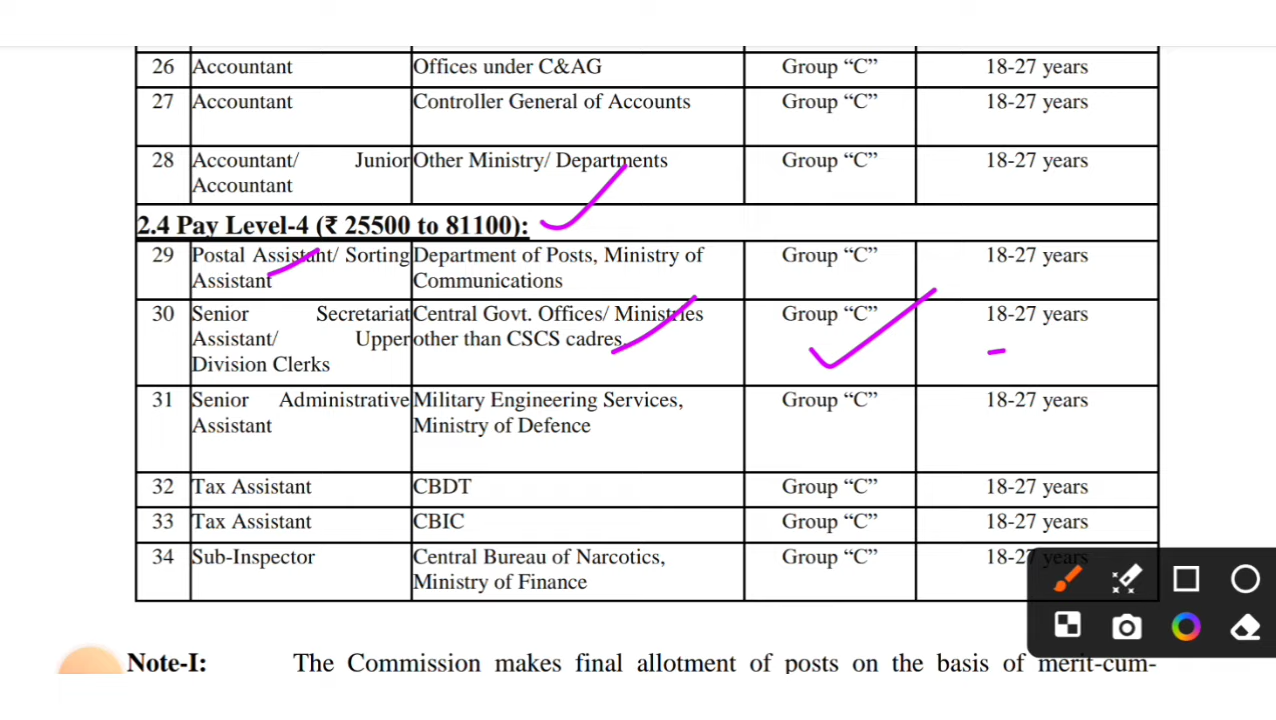 26 Accountant Offices under C&AG Group “C” 18-27 years
27 Accountant Controller General of Accounts Group “C” 18-27 years
28 Accountant/ Junior Other Ministry/ Departments Group “C” 18-27 years
Accountant
2.4 Pay Level-4 (₹ 25500 to 81100):
29 Postal Assistant/ Sorting Department of Posts, Ministry of Group “C” 18-27 years
Assistant Communications
30 Senior Secretariat Central Govt. Offices/ Ministries Group “C” 18-27 years
Assistant/ Upper other than CSCS cadres.
Division Clerks
31 Senior Administrative Military Engineering Services, Group “C” 18-27 years
Assistant Ministry of Defence
32 Tax Assistant CBDT Group “C” 18-27 years
33 Tax Assistant CBIC Group “C” 18-27 years
34 Sub-Inspector Central Bureau of Narcotics, Group “C” 18-27 years
Ministry of Finance
Note-I: The Commission makes final allotment of posts on the basis of merit-cum-